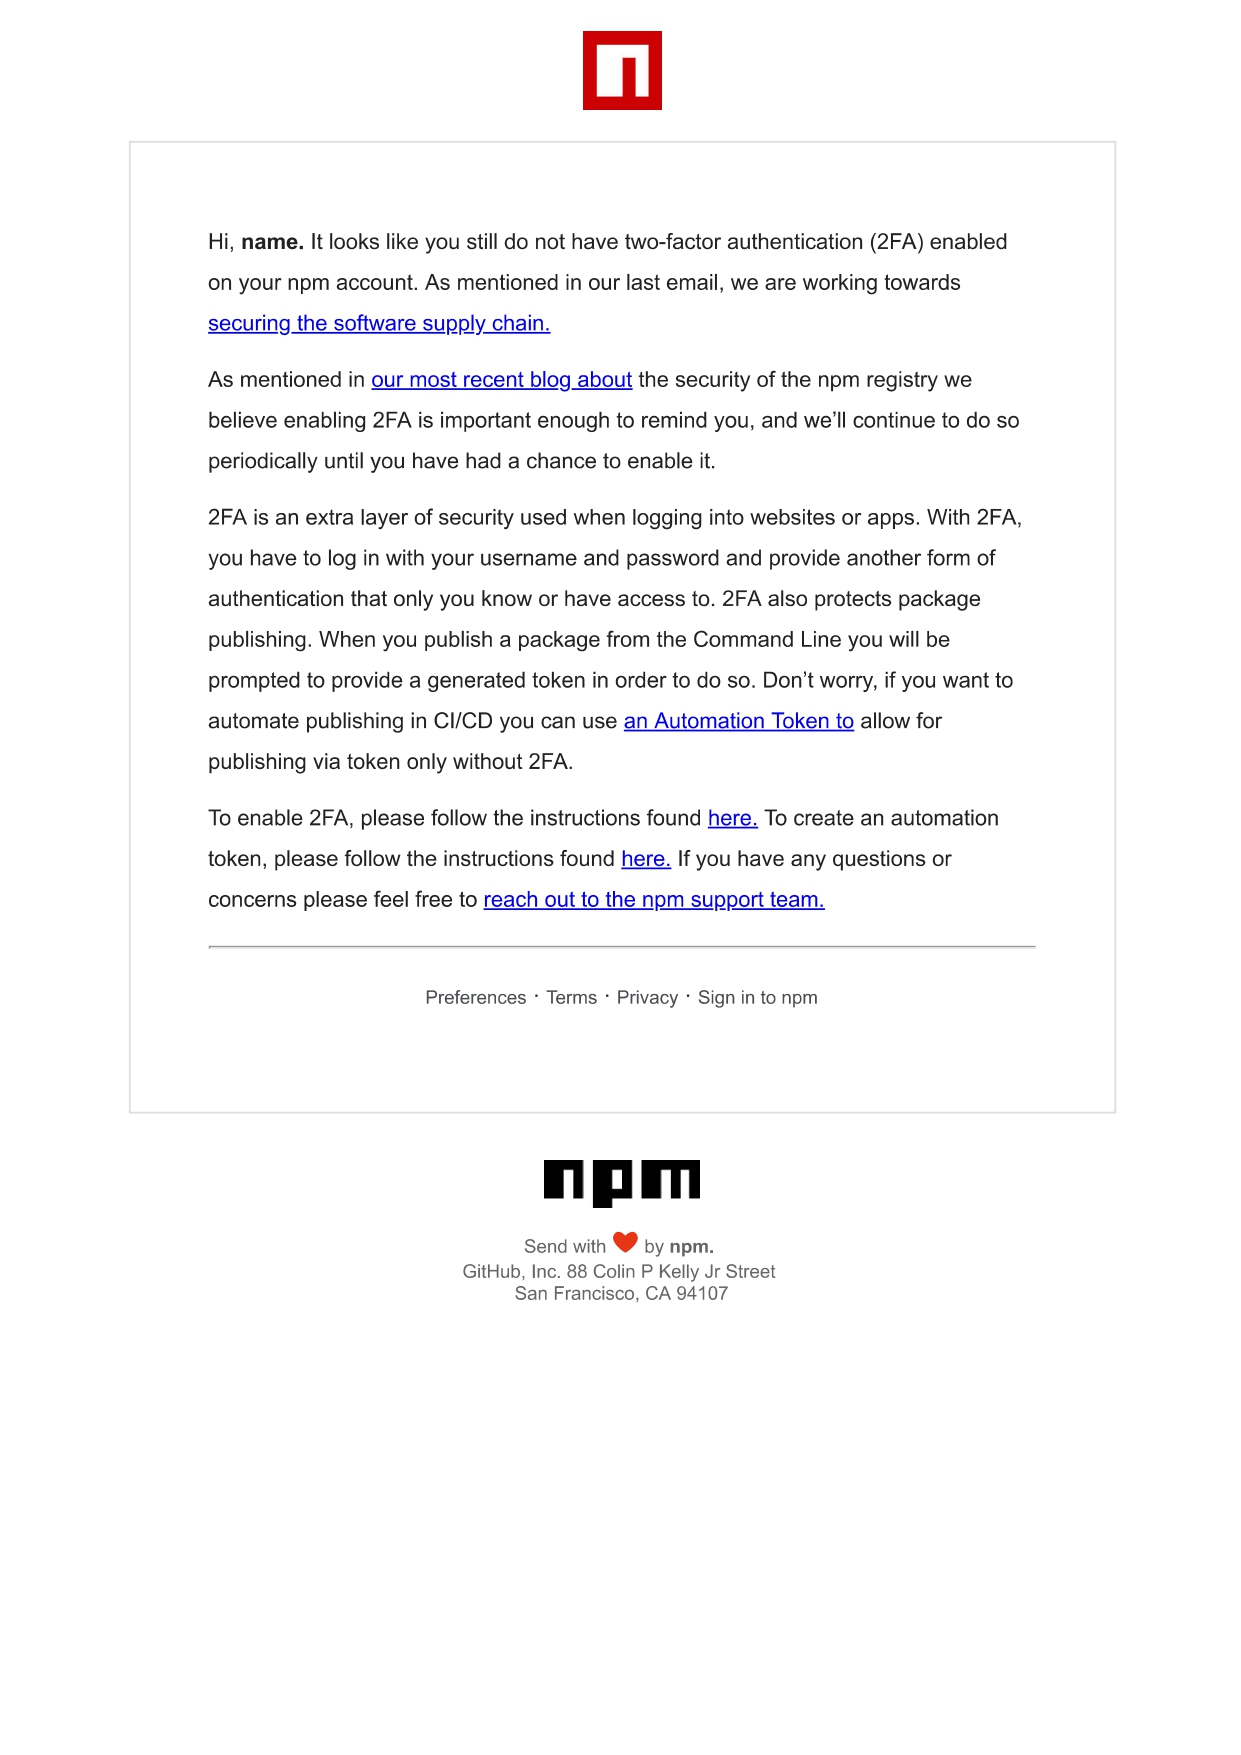 Hi, name. It looks like you still do not have two-factor authentication (2FA) enabled
on your npm account. As mentioned in our last email, we are working towards
securing the software supply chain.
As mentioned in our most recent blog about the security of the npm registry we
believe enabling 2FA is important enough to remind you, and we’ll continue to do so
periodically until you have had a chance to enable it.
2FA is an extra layer of security used when logging into websites or apps. With 2FA,
you have to log in with your username and password and provide another form of
authentication that only you know or have access to. 2FA also protects package
publishing. When you publish a package from the Command Line you will be
prompted to provide a generated token in order to do so. Don’t worry, if you want to
automate publishing in CI/CD you can use an Automation Token to allow for
publishing via token only without 2FA.
To enable 2FA, please follow the instructions found here. To create an automation
token, please follow the instructions found here. If you have any questions or
concerns please feel free to reach out to the npm support team.
Preferences · Terms · Privacy · Sign in to npm
npm
Send with ❤ by npm.
GitHub, Inc. 88 Colin P Kelly Jr Street
San Francisco, CA 94107